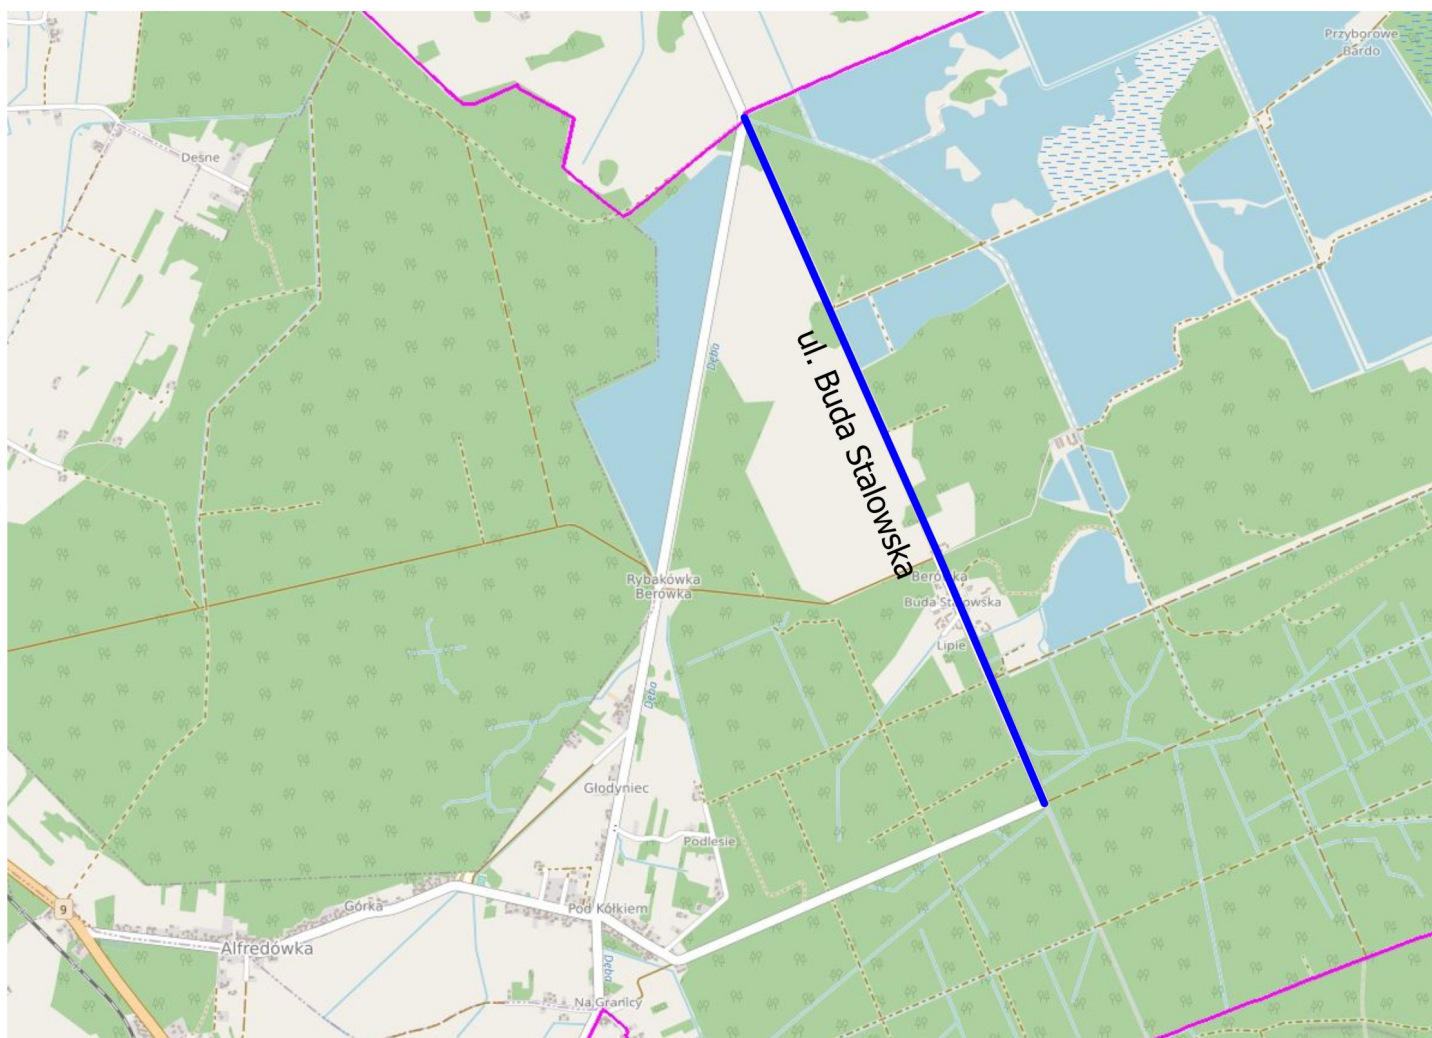 Przyborowe
Bardo
Desne
Dęba
ul. Buda Stalowska
Rybakówka
Berówka
Berówka
Buda Stalowska
Lipie
Dęba
Głodyniec
Podlesie
Górka
Pod Kółkiem
9
Alfredówka
Dęba
Na Granicy